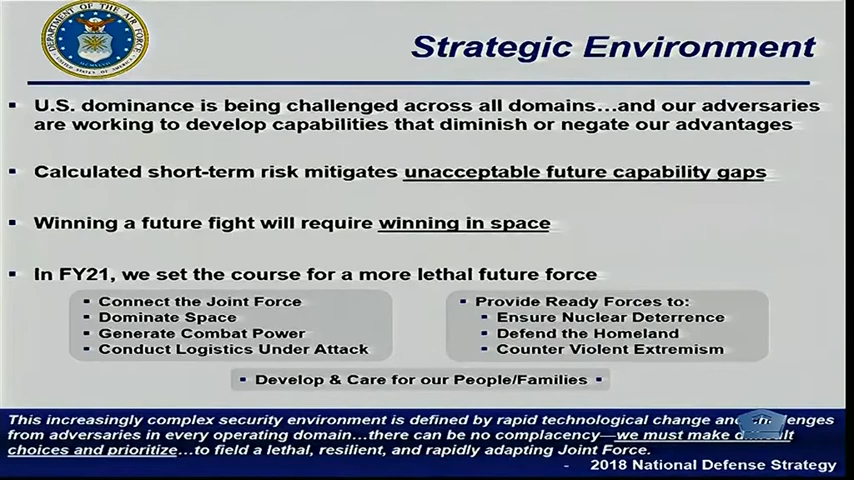 DEPARTMENT OF THE AIR FORCE
UNITED STATES OF AMERICA
Strategic Environment
▪ U.S. dominance is being challenged across all domains…and our adversaries
are working to develop capabilities that diminish or negate our advantages
▪ Calculated short-term risk mitigates unacceptable future capability gaps
▪ Winning a future fight will require winning in space
▪ In FY21, we set the course for a more lethal future force
▪ Connect the Joint Force
▪ Dominate Space
▪ Generate Combat Power
▪ Conduct Logistics Under Attack
▪ Provide Ready Forces to:
▪ Ensure Nuclear Deterrence
▪ Defend the Homeland
▪ Counter Violent Extremism
▪ Develop & Care for our People/Families ▪
This increasingly complex security environment is defined by rapid technological change and challenges
from adversaries in every operating domain…there can be no complacency—we must make difficult
choices and prioritize…to field a lethal, resilient, and rapidly adapting Joint Force.
- 2018 National Defense Strategy